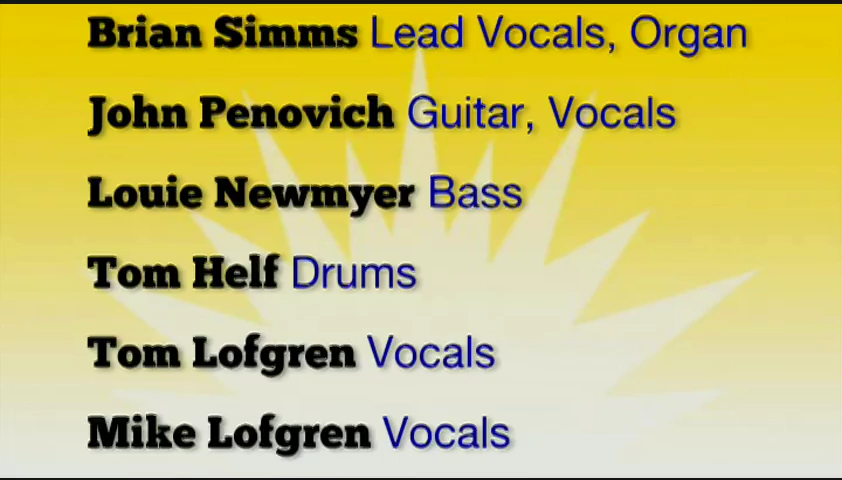 Brian Simms Lead Vocals, Organ
John Penovich Guitar, Vocals
Louie Newmyer Bass
Tom Helf Drums
Tom Lofgren Vocals
Mike Lofgren Vocals